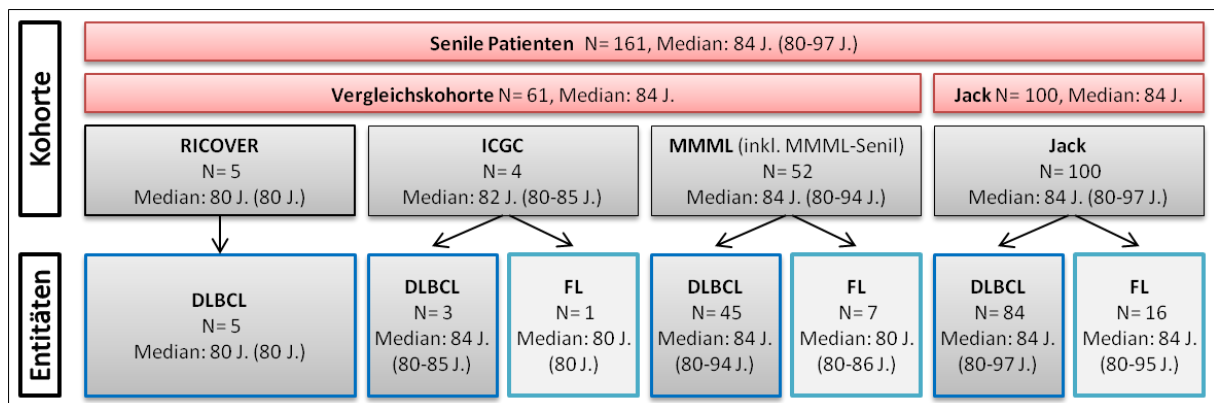 Kohorte
Senile Patienten N= 161, Median: 84 J. (80-97 J.)
Vergleichskohorte N= 61, Median: 84 J.
Jack N= 100, Median: 84 J.
RICOVER
N= 5
Median: 80 J. (80 J.)
ICGC
N= 4
Median: 82 J. (80-85 J.)
MMML (inkl. MMML-Senil)
N= 52
Median: 84 J. (80-94 J.)
Jack
N= 100
Median: 84 J. (80-97 J.)
Entitäten
DLBCL
N= 5
Median: 80 J. (80 J.)
DLBCL
N= 3
Median: 84 J.
(80-85 J.)
FL
N= 1
Median: 80 J.
(80 J.)
DLBCL
N= 45
Median: 84 J.
(80-94 J.)
FL
N= 7
Median: 80 J.
(80-86 J.)
DLBCL
N= 84
Median: 84 J.
(80-97 J.)
FL
N= 16
Median: 84 J.
(80-95 J.)